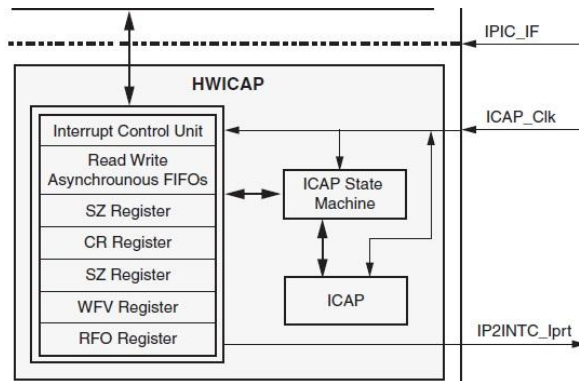 IPIC_IF
HWICAP
ICAP_Clk
Interrupt Control Unit
Read Write
Asynchrounous FIFOs
SZ Register
CR Register
SZ Register
WFV Register
RFO Register
ICAP State
Machine
ICAP
IP2INTC_Iprt